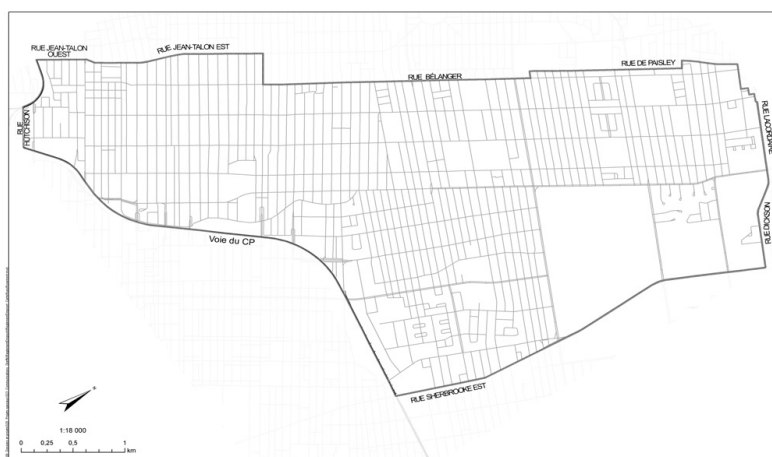 RUE JEAN-TALON
OUEST
RUE JEAN-TALON EST
RUE BÉLANGER
RUE DE PAISLEY
RUE
HUTCHISON
RUE LACORDAIRE
RUE DICKSON
Voie du CP
RUE SHERBROOKE EST
1:18 000
0 0,25 0,5 1
km